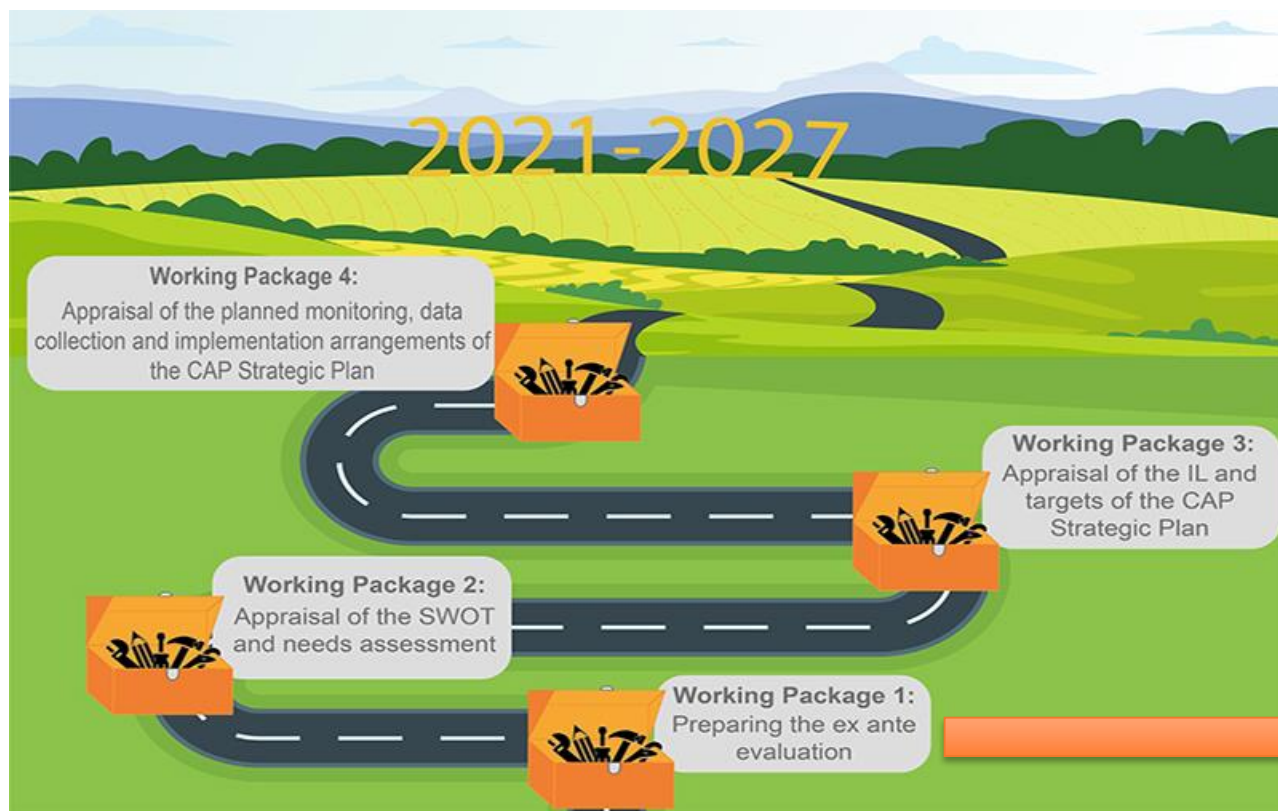 2021-2027
Working Package 4:
Appraisal of the planned monitoring, data
collection and implementation arrangements of
the CAP Strategic Plan
Working Package 3:
Appraisal of the IL and
targets of the CAP
Strategic Plan
Working Package 2:
Appraisal of the SWOT
and needs assessment
Working Package 1:
Preparing the ex ante
evaluation